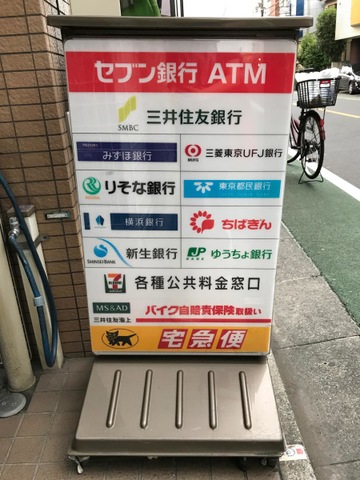 セブン銀行 ATM
SMBC
三井住友銀行
みずほ銀行
MUFG
三菱東京UFJ銀行
りそな銀行
東京都民銀行
横浜銀行
ちばぎん
SHINSEI BANK
新生銀行
JP
ゆうちょ銀行
各種公共料金窓口
MS&AD
三井住友海上
バイク自賠責保険取扱い
宅急便